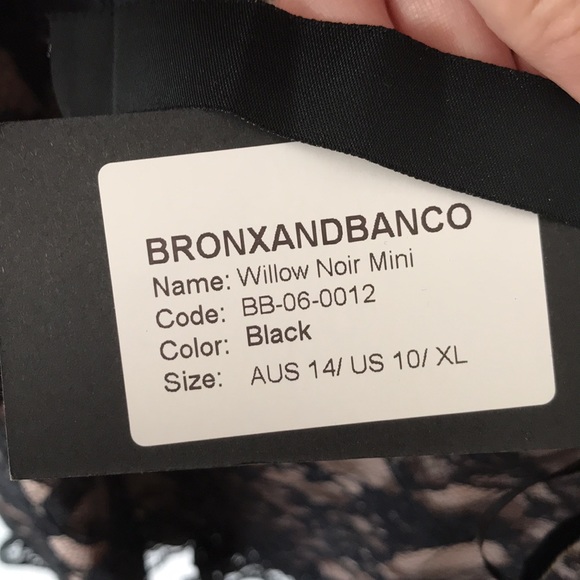 BRONXANDBANCO
Name: Willow Noir Mini
Code: BB-06-0012
Color: Black
Size: AUS 14/ US 10/ XL